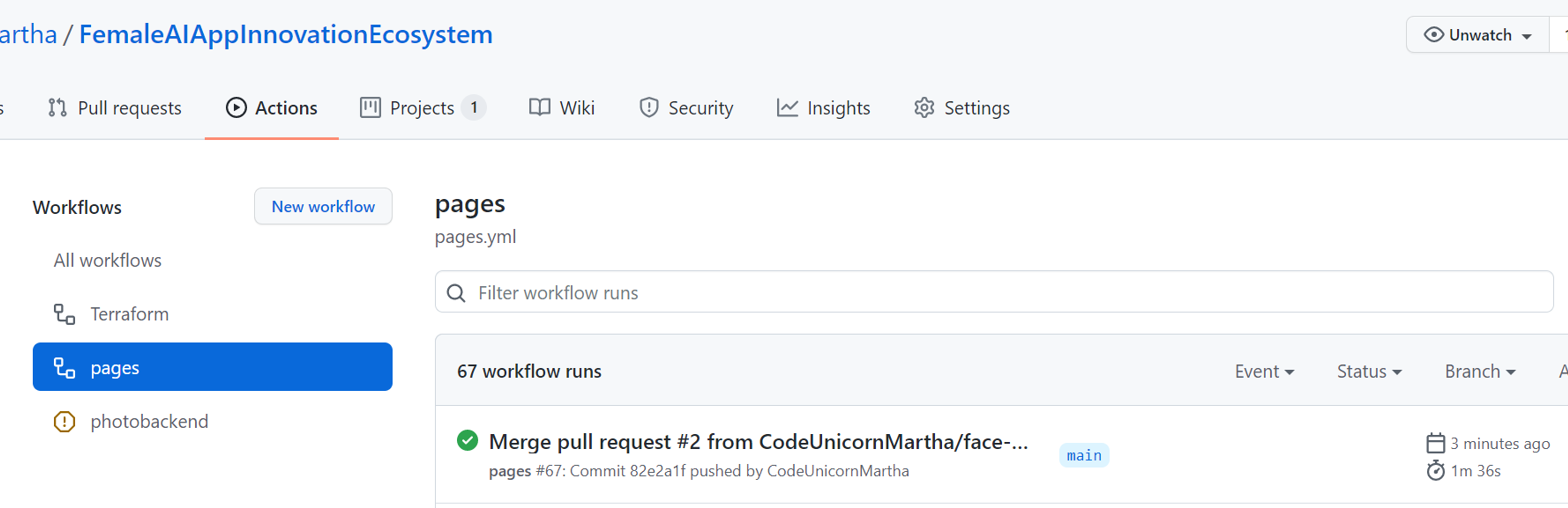 artha / FemaleAIAppInnovationEcosystem
Unwatch
Pull requests
Actions
Projects 1
Wiki
Security
Insights
Settings
Workflows
New workflow
All workflows
Terraform
pages
photobackend
pages
pages.yml
Filter workflow runs
67 workflow runs
Event
Status
Branch
Merge pull request #2 from CodeUnicornMartha/face-...
main
3 minutes ago
pages #67: Commit 82e2a1f pushed by CodeUnicornMartha
1m 36s